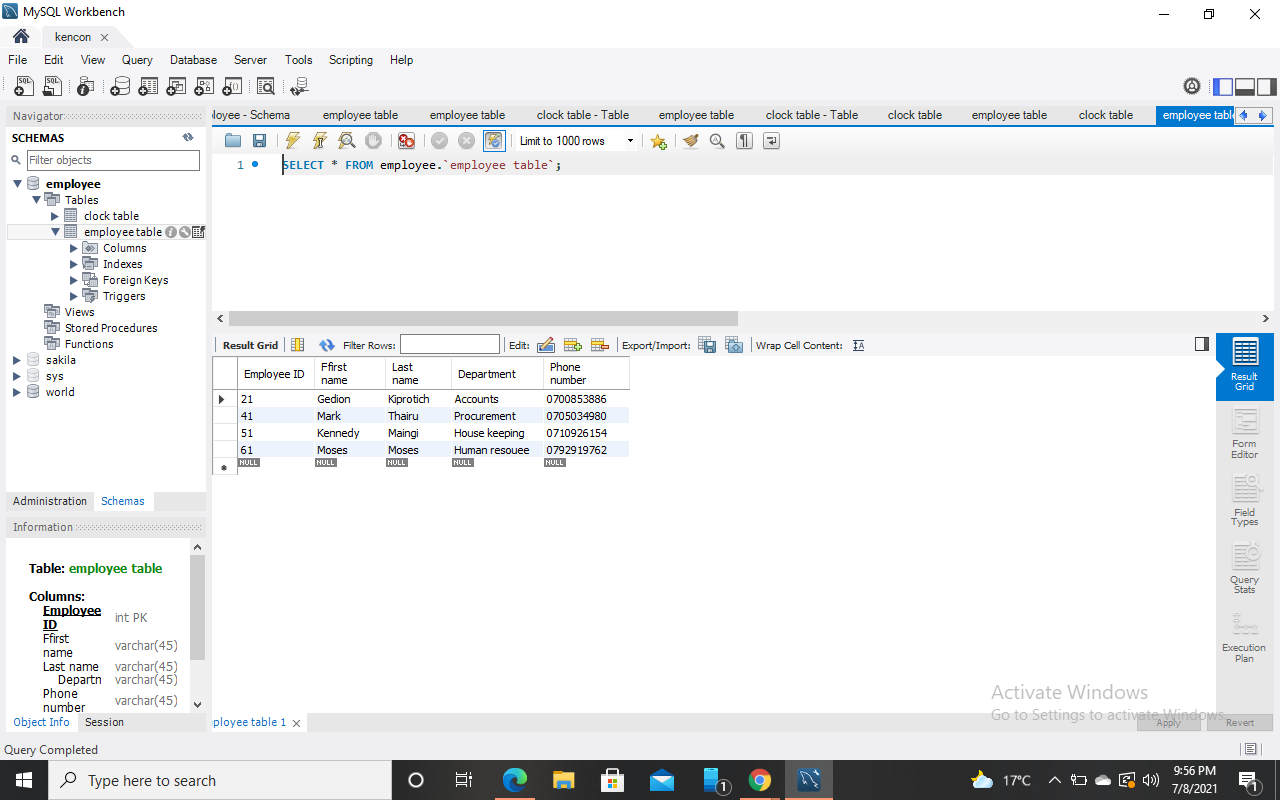 MySQL Workbench
kencon
File Edit View Query Database Server Tools Scripting Help
Navigator
SCHEMAS
Filter objects
employee
Tables
clock table
employee table
Columns
Indexes
Foreign Keys
Triggers
Views
Stored Procedures
Functions
sakila
sys
world
Administration Schemas
Information
Table: employee table
Columns:
Employee ID int PK
Ffirst name varchar(45)
Last name varchar(45)
Departn varchar(45)
Phone number varchar(45)
Object Info Session
Query Completed
loyee - Schema employee table employee table clock table - Table employee table clock table - Table clock table employee table clock table employee tabl
Limit to 1000 rows
1 SELECT * FROM employee.`employee table`;
Result Grid Filter Rows: Edit: Export/Import: Wrap Cell Content:
Employee ID Ffirst name Last name Department Phone number
21 Gedion Kiprotich Accounts 0700853886
41 Mark Thairu Procurement 0705034980
51 Kennedy Maingi House keeping 0710926154
61 Moses Moses Human resouee 0792919762
NULL NULL NULL NULL NULL
Result Grid
Form Editor
Field Types
Query Stats
Execution Plan
Activate Windows
Go to Settings to activate Windows.
ployee table 1
Apply Revert
Type here to search
1
17°C
9:56 PM
7/8/2021
1